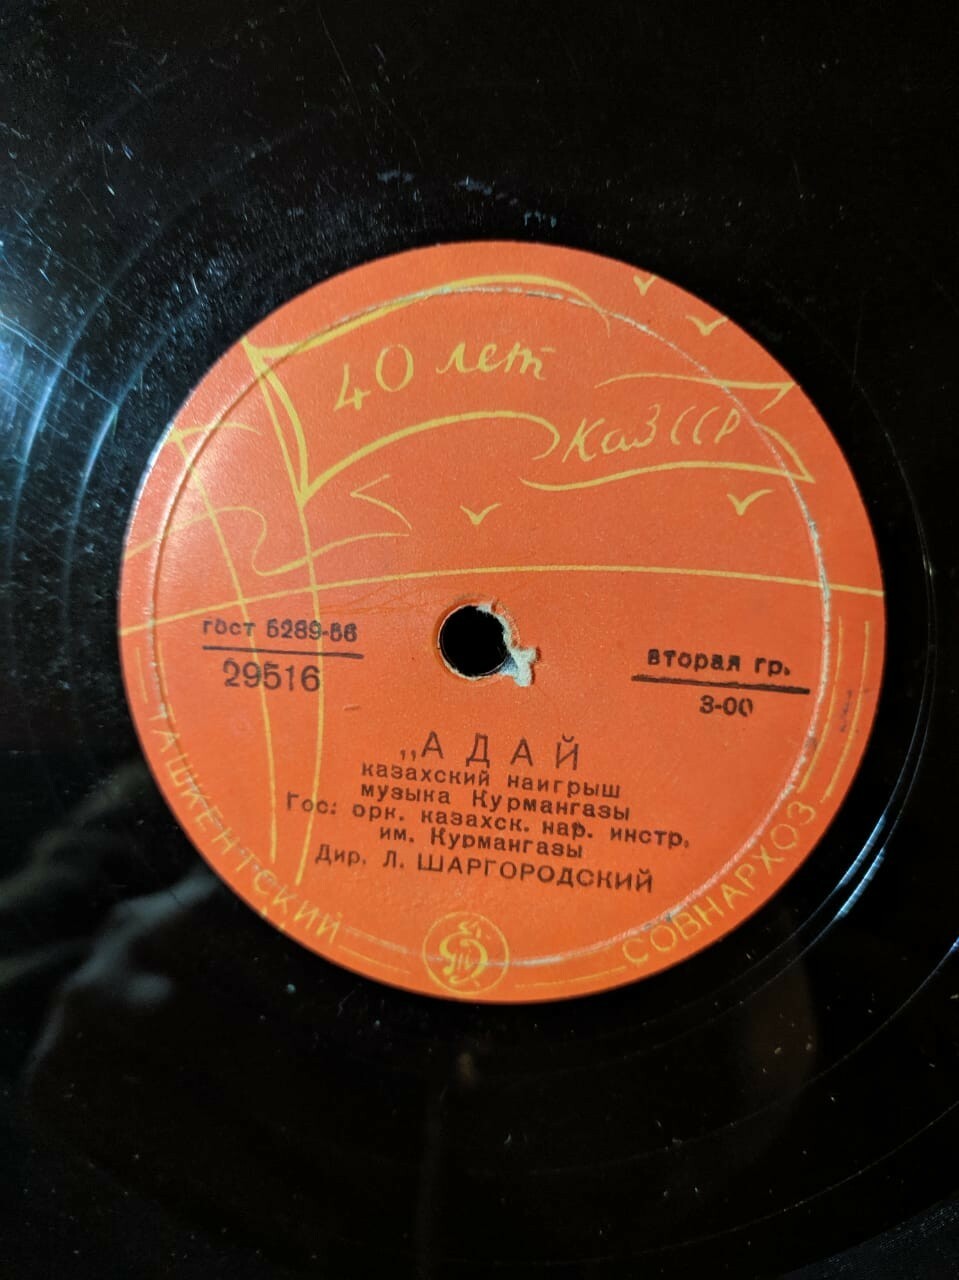 40 лет
КазССР
гост 5289-56
29516
вторая гр.
3-00
„АДАЙ
казахский наигрыш
музыка Курмангазы
Гос: орк. казахск. нар. инстр.
им. Курмангазы
Дир. Л. ШАРГОРОДСКИЙ
ТАШКЕНТСКИЙ
СОВНАРХОЗ